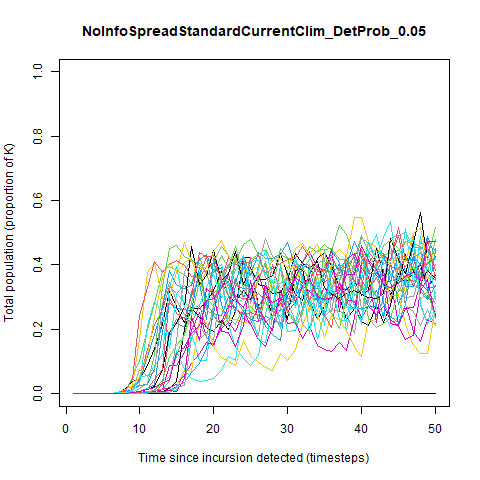 NoInfoSpreadStandardCurrentClim_DetProb_0.05
Total population (proportion of K)
1.0
0.8
0.6
0.4
0.2
0.0
0 10 20 30 40 50
Time since incursion detected (timesteps)